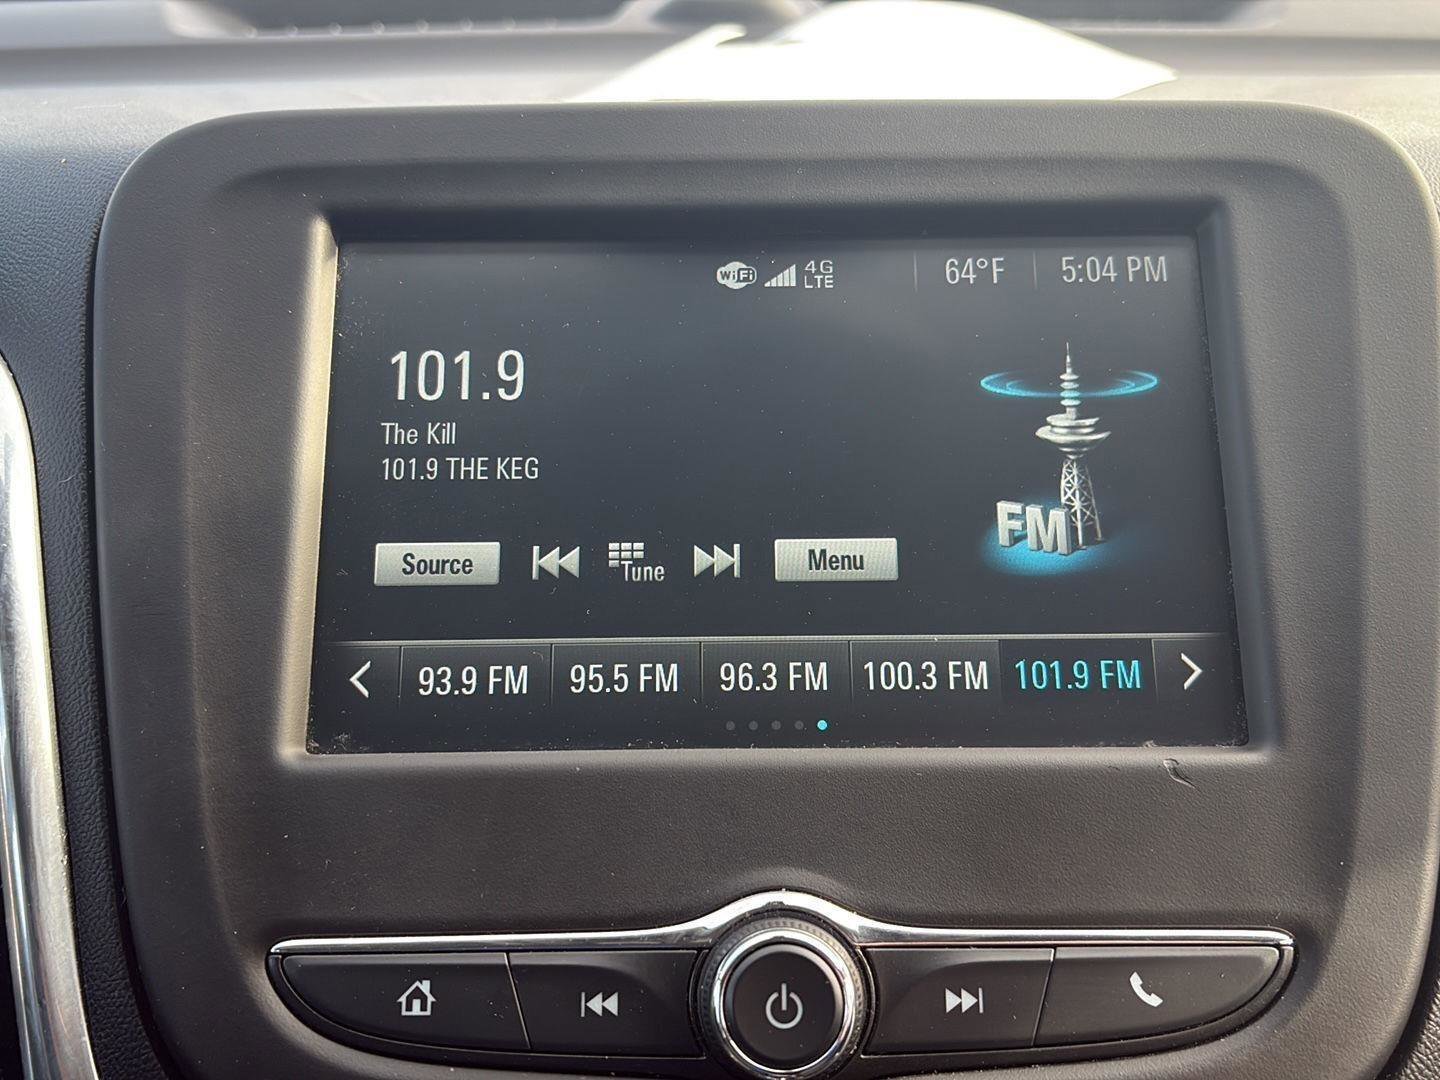 WiFi 4G LTE 64°F 5:04 PM
101.9
The Kill
101.9 THE KEG
FM
Source Tune Menu
93.9 FM 95.5 FM 96.3 FM 100.3 FM 101.9 FM